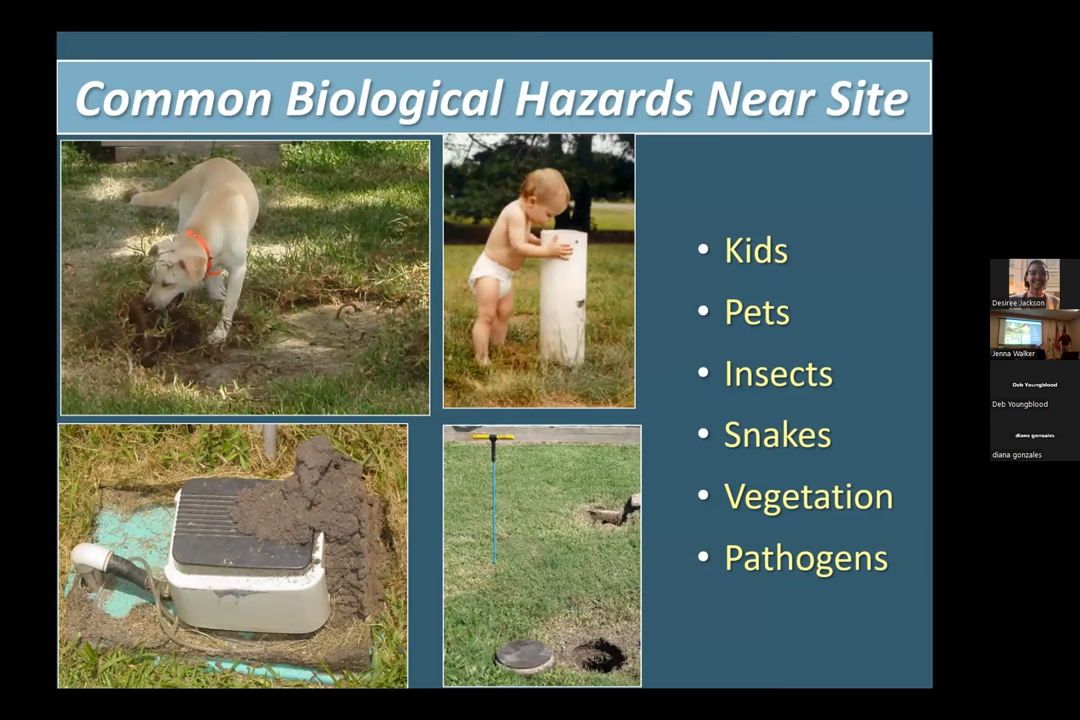 Common Biological Hazards Near Site
• Kids
• Pets
• Insects
• Snakes
• Vegetation
• Pathogens
Desiree Jackson
Jenna Walker
Deb Youngblood
Deb Youngblood
diana gonzales
diana gonzales